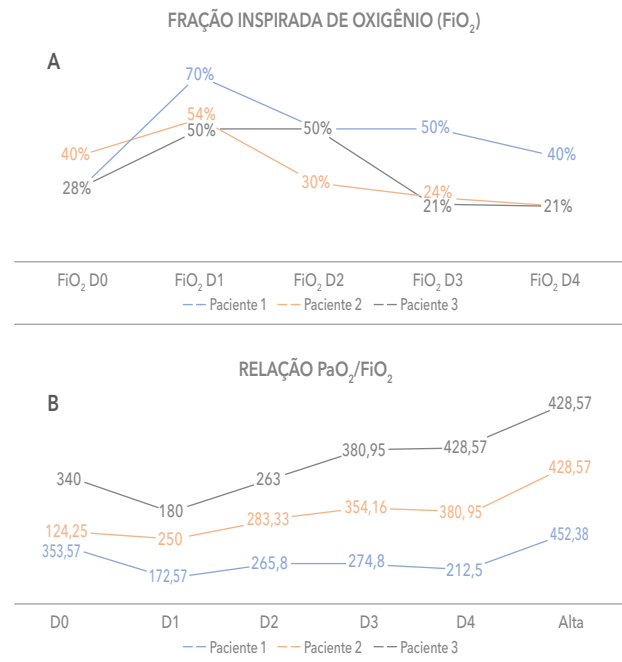 FRAÇÃO INSPIRADA DE OXIGÊNIO (FiO2)
A
70%
54%
50%
50%
50%
40%
40%
28%
30%
24%
21%
21%
FiO2 D0 FiO2 D1 FiO2 D2 FiO2 D3 FiO2 D4
Paciente 1 Paciente 2 Paciente 3
RELAÇÃO PaO2/FiO2
B
340 180 263 380,95 428,57 428,57
124,25 250 283,33 354,16 380,95 428,57
353,57 172,57 265,8 274,8 212,5 452,38
D0 D1 D2 D3 D4 Alta
Paciente 1 Paciente 2 Paciente 3